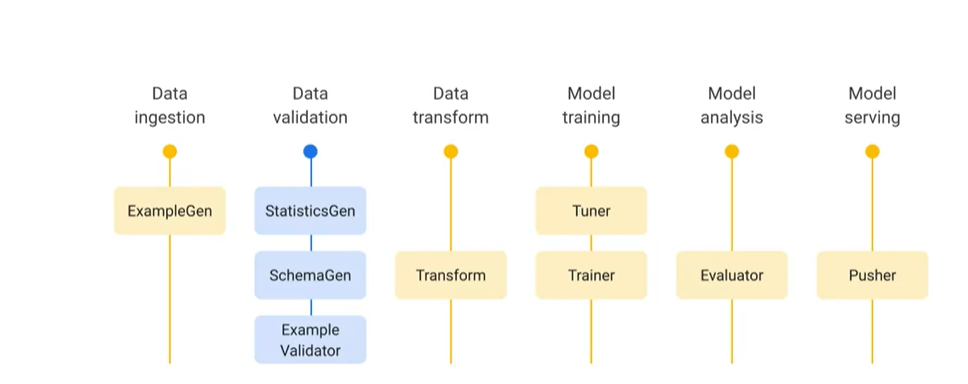 Data
ingestion
Data
validation
Data
transform
Model
training
Model
analysis
Model
serving
ExampleGen
StatisticsGen
Tuner
SchemaGen
Transform
Trainer
Evaluator
Pusher
Example
Validator